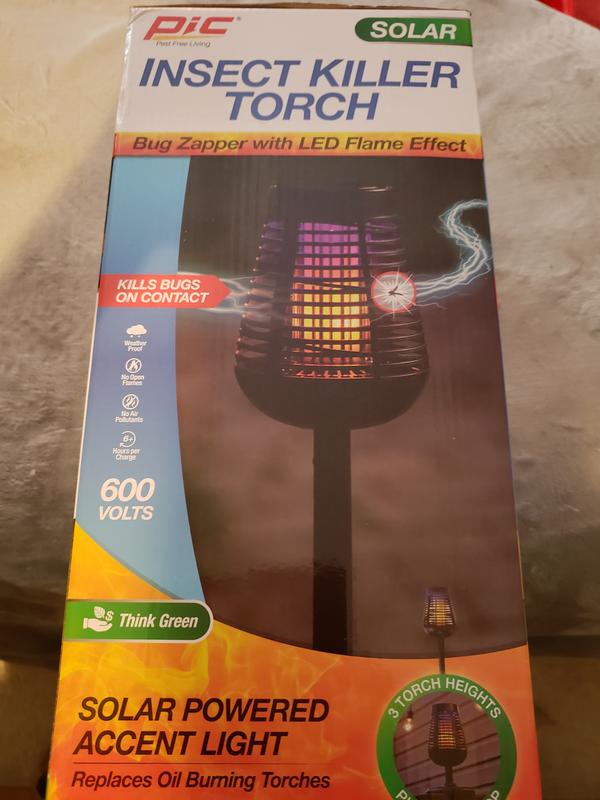 PiC®
Pest Free Living
SOLAR
INSECT KILLER
TORCH
Bug Zapper with LED Flame Effect
KILLS BUGS
ON CONTACT
Weather
Proof
No Open
Flames
No Air
Pollutants
6+
Hours per
Charge
600
VOLTS
$
Think Green
3 TORCH HEIGHTS
SOLAR POWERED
ACCENT LIGHT
Replaces Oil Burning Torches